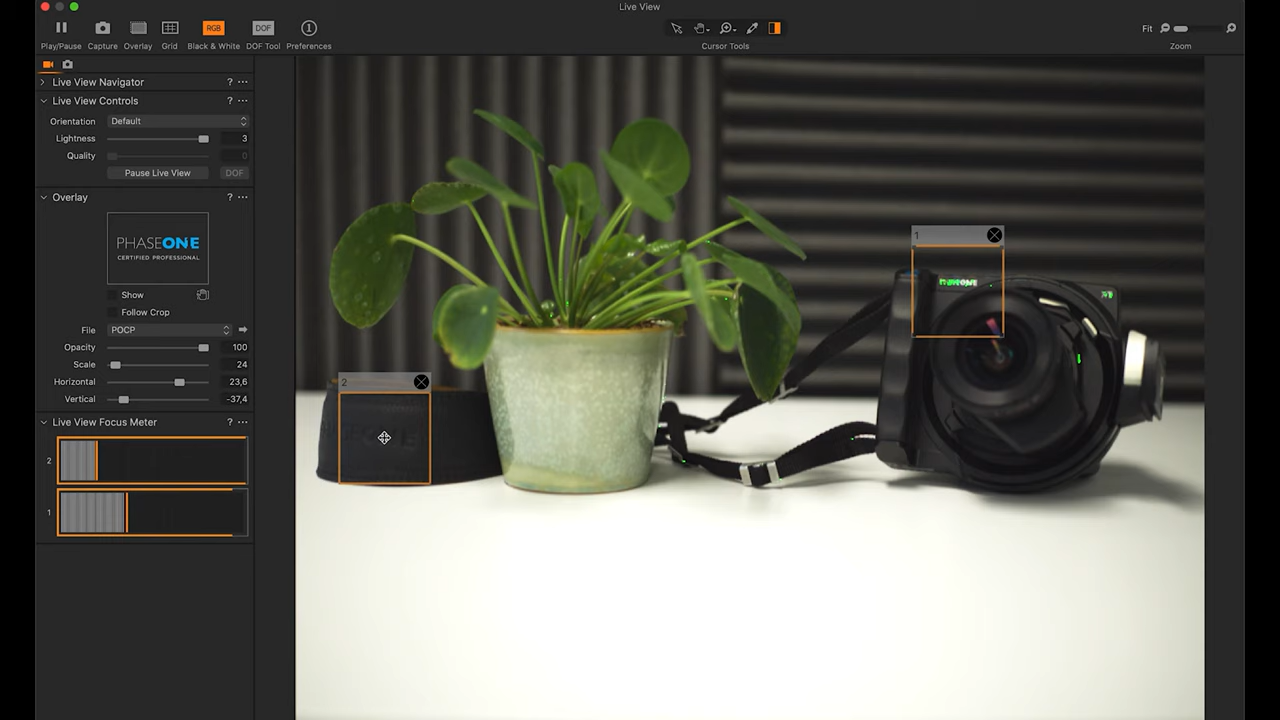 Live View
Play/Pause
Capture
Overlay
Grid
RGB
Black & White
DOF
DOF Tool
1
Preferences
Cursor Tools
Fit
Zoom
Live View Navigator ? ...
Live View Controls ? ...
Orientation Default
Lightness 3
Quality 0
Pause Live View DOF
Overlay ? ...
PHASEONE
CERTIFIED PROFESSIONAL
Show
Follow Crop
File POCP
Opacity 100
Scale 24
Horizontal 23,6
Vertical -37,4
Live View Focus Meter ? ...
2
1
1
2